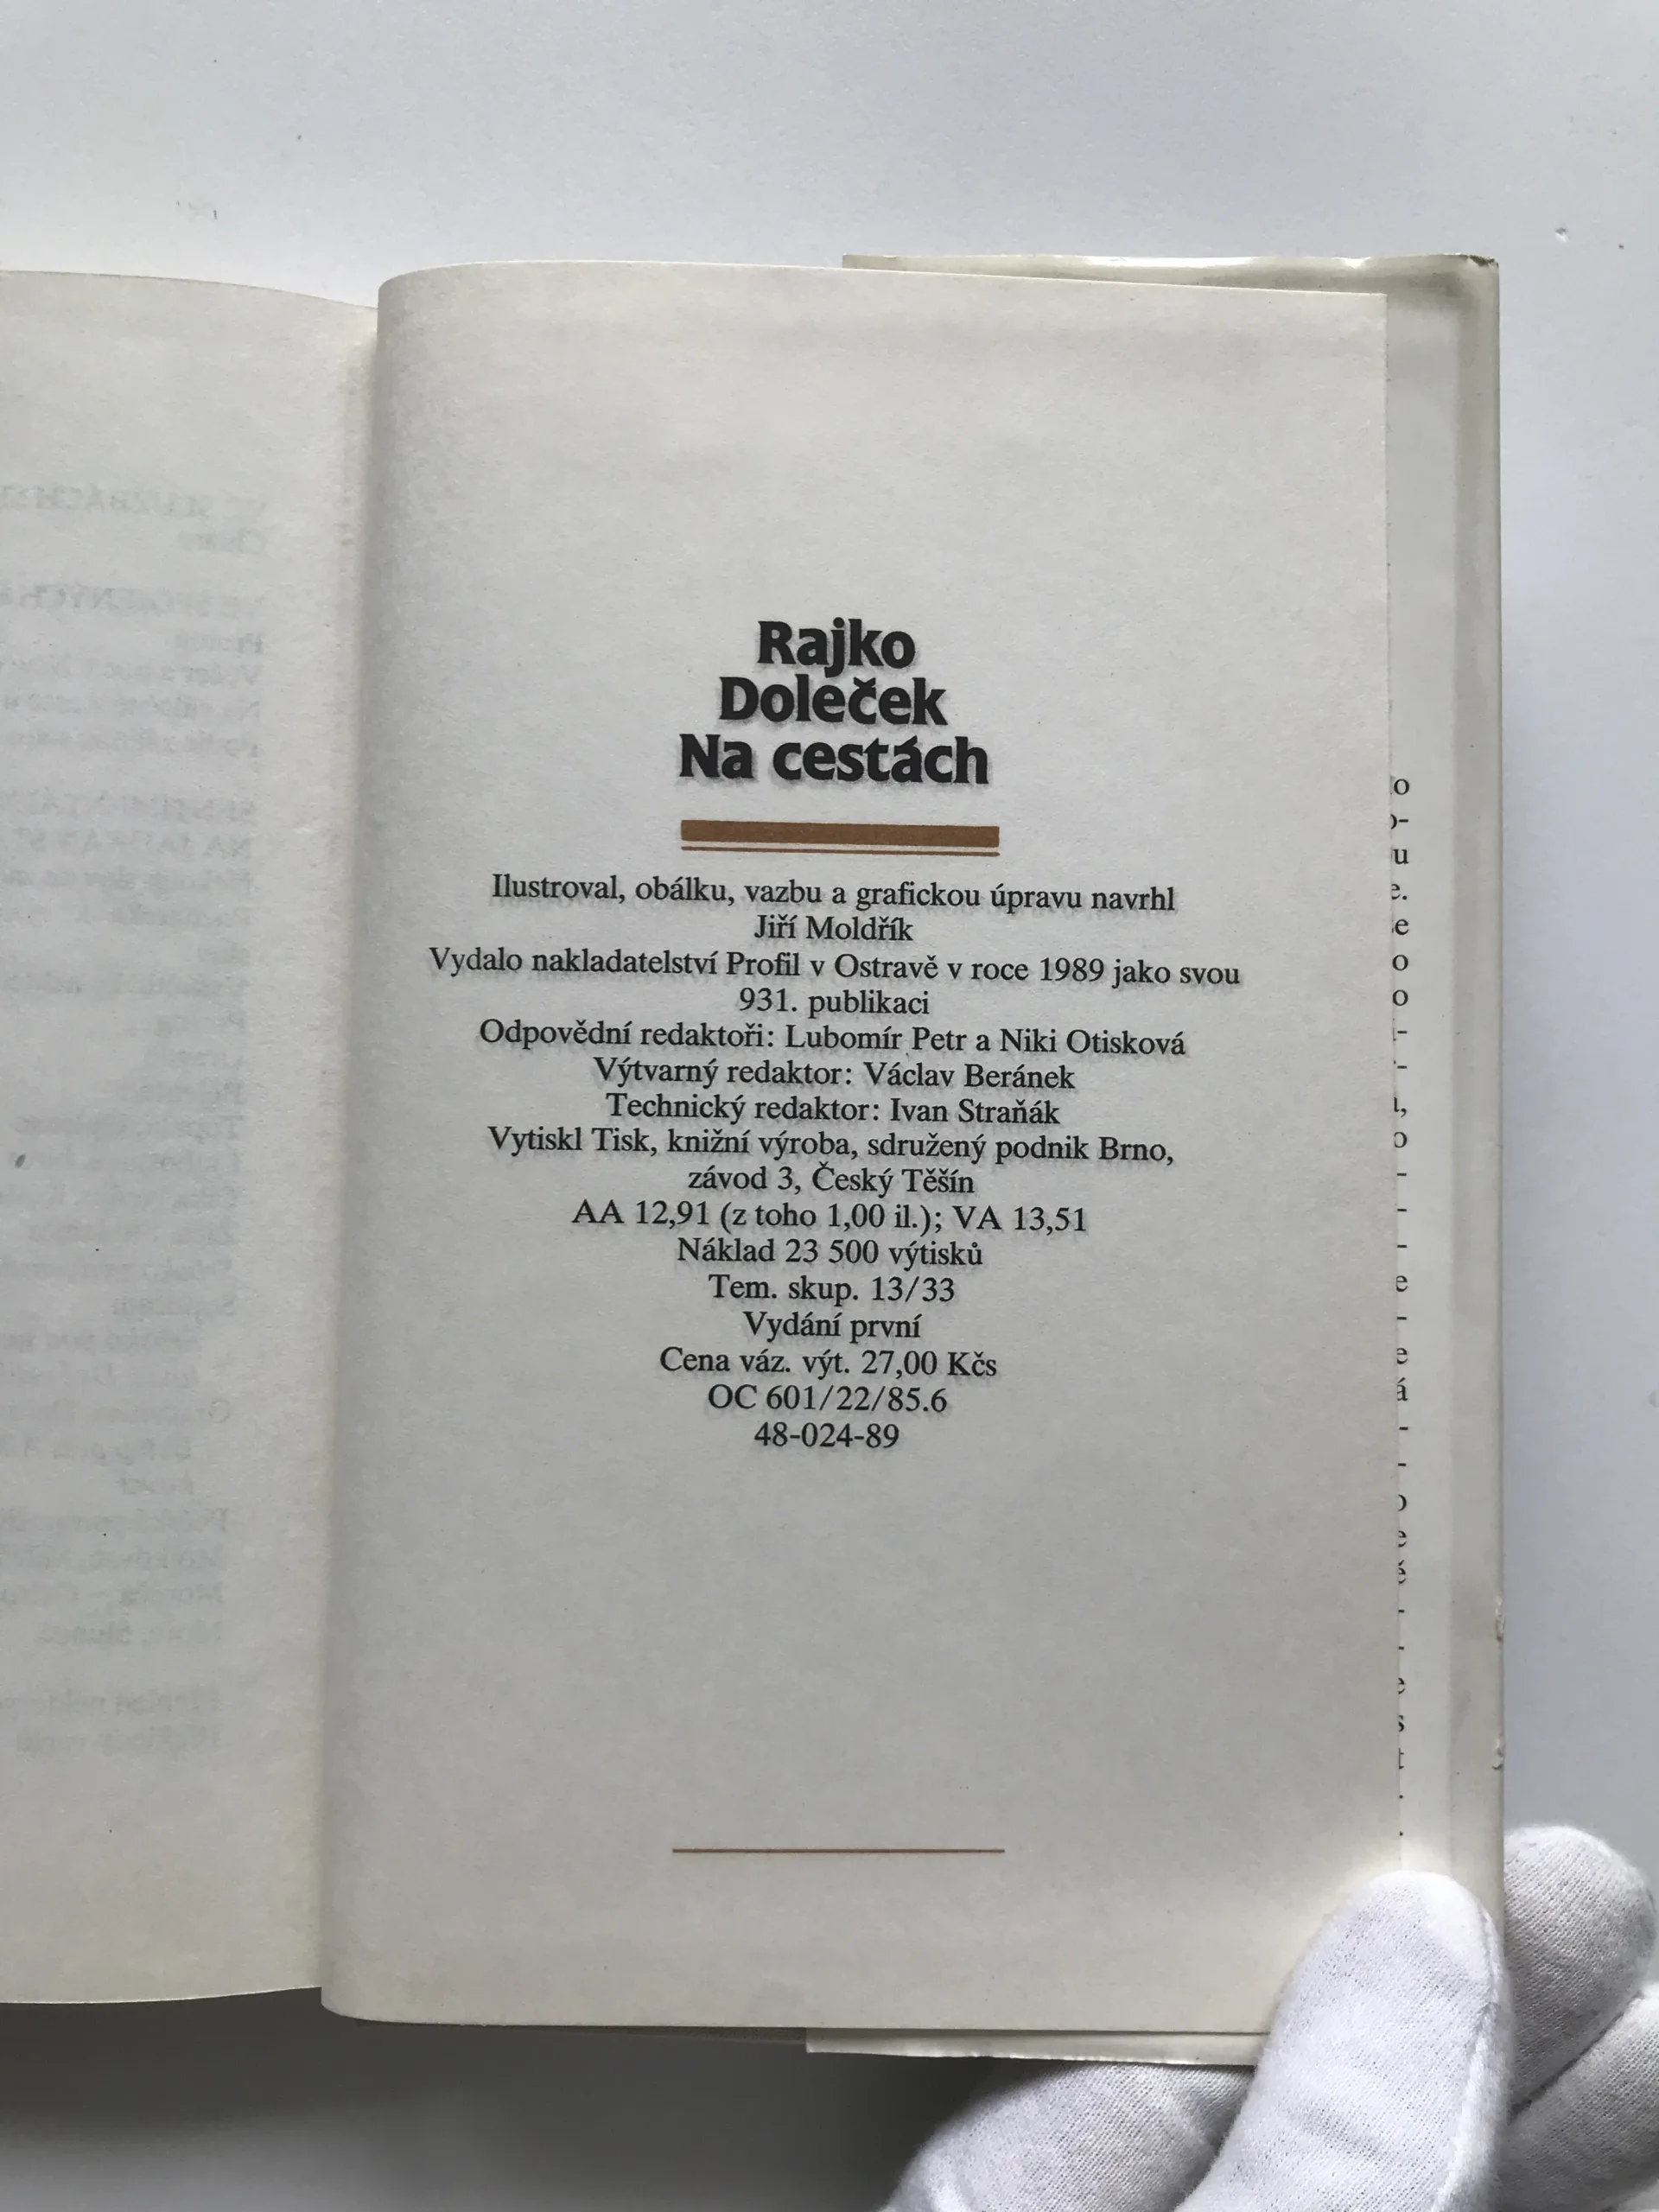 Rajko
Doleček
Na cestách
Ilustroval, obálku, vazbu a grafickou úpravu navrhl
Jiří Moldřík
Vydalo nakladatelství Profil v Ostravě v roce 1989 jako svou
931. publikaci
Odpovědní redaktoři: Lubomír Petr a Niki Otisková
Výtvarný redaktor: Václav Beránek
Technický redaktor: Ivan Straňák
Vytiskl Tisk, knižní výroba, sdružený podnik Brno,
závod 3, Český Těšín
AA 12,91 (z toho 1,00 il.); VA 13,51
Náklad 23 500 výtisků
Tem. skup. 13/33
Vydání první
Cena váz. výt. 27,00 Kčs
OC 601/22/85.6
48-024-89